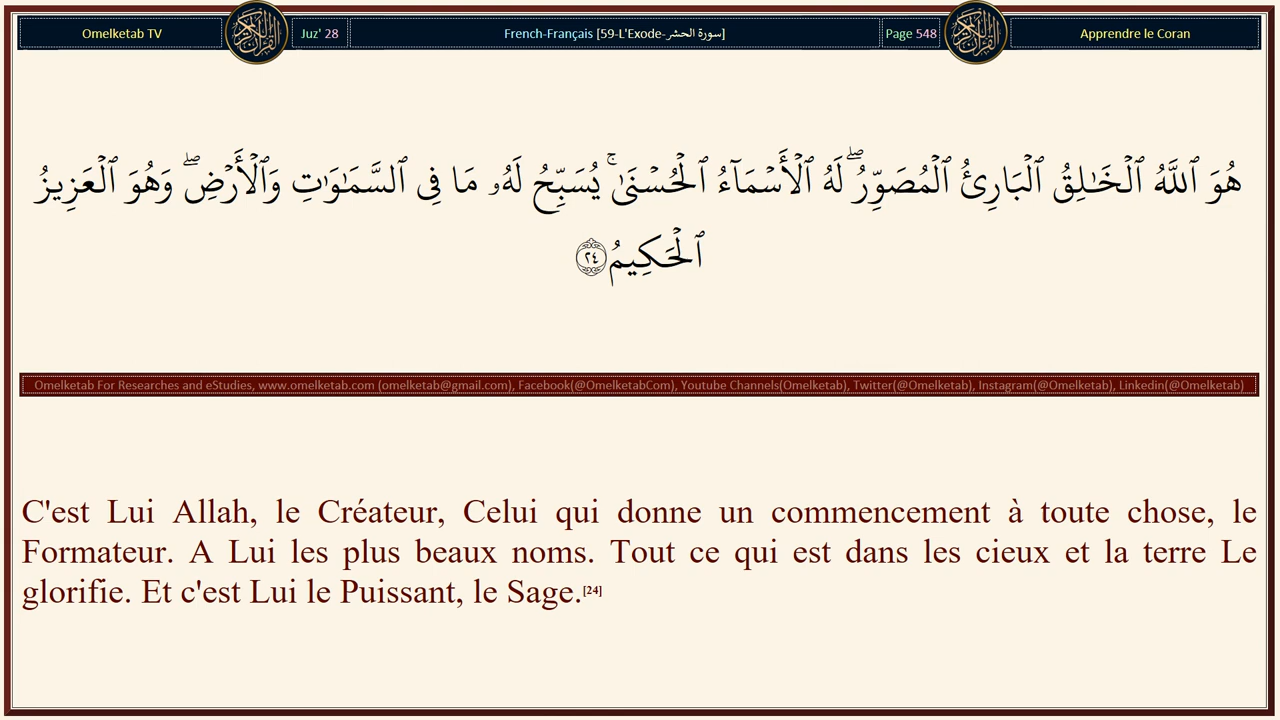 Omelketab TV
Juz' 28
French-Français [59-L'Exode-سورة الحشر]
Page 548
Apprendre le Coran
هُوَ ٱللَّهُ ٱلْخَـٰلِقُ ٱلْبَارِئُ ٱلْمُصَوِّرُ ۖ لَهُ ٱلْأَسْمَآءُ ٱلْحُسْنَىٰ ۚ يُسَبِّحُ لَهُۥ مَا فِى ٱلسَّمَـٰوَٰتِ وَٱلْأَرْضِ ۖ وَهُوَ ٱلْعَزِيزُ
ٱلْحَكِيمُ ٢٤
Omelketab For Researches and eStudies, www.omelketab.com (omelketab@gmail.com), Facebook(@OmelketabCom), Youtube Channels(Omelketab), Twitter(@Omelketab), Instagram(@Omelketab), Linkedin(@Omelketab)
C'est Lui Allah, le Créateur, Celui qui donne un commencement à toute chose, le
Formateur. A Lui les plus beaux noms. Tout ce qui est dans les cieux et la terre Le
glorifie. Et c'est Lui le Puissant, le Sage.[24]